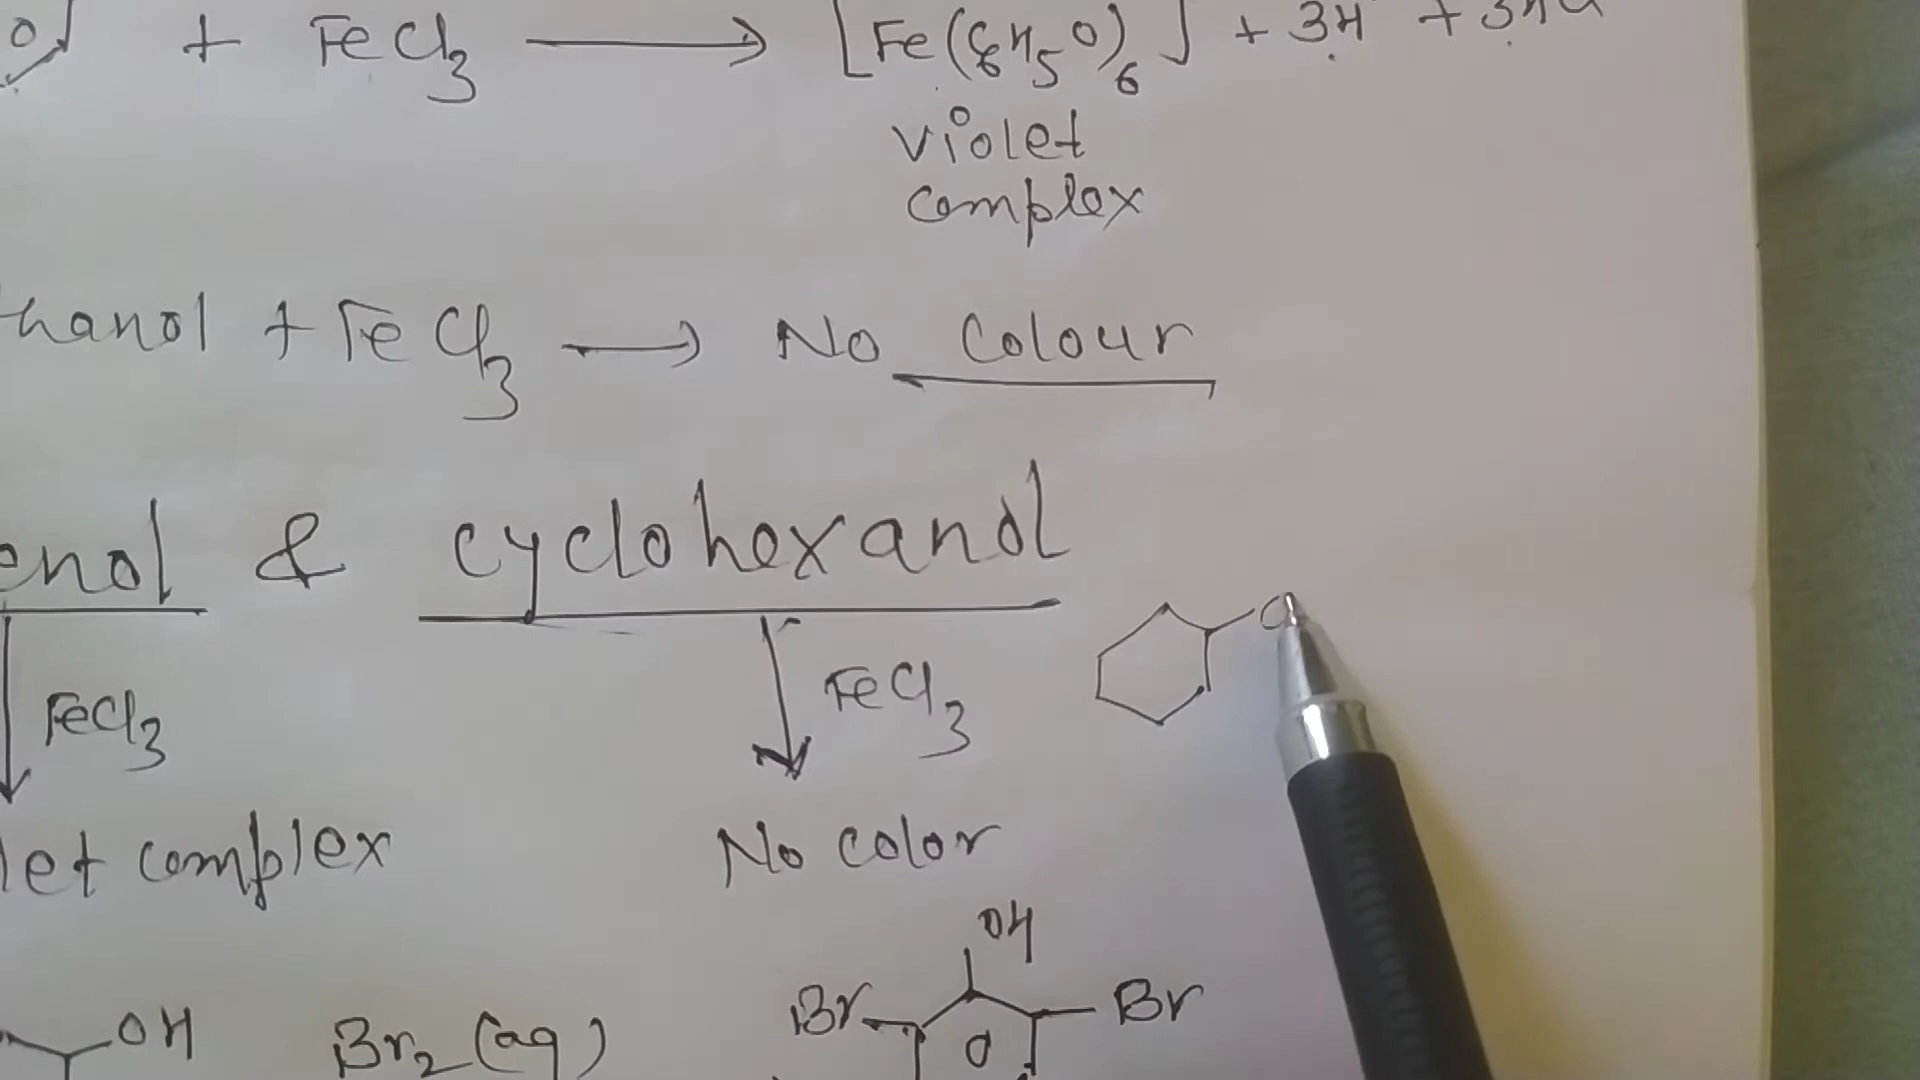 + FeCl3 ⟶ [Fe(C6H5O)6] + 3H + 3HCl
violet
complex
hanol + FeCl3 ⟶ No Colour
enol & cyclohexanol
FeCl3 FeCl3
let complex No color
OH
OH Br2 (aq) Br Br